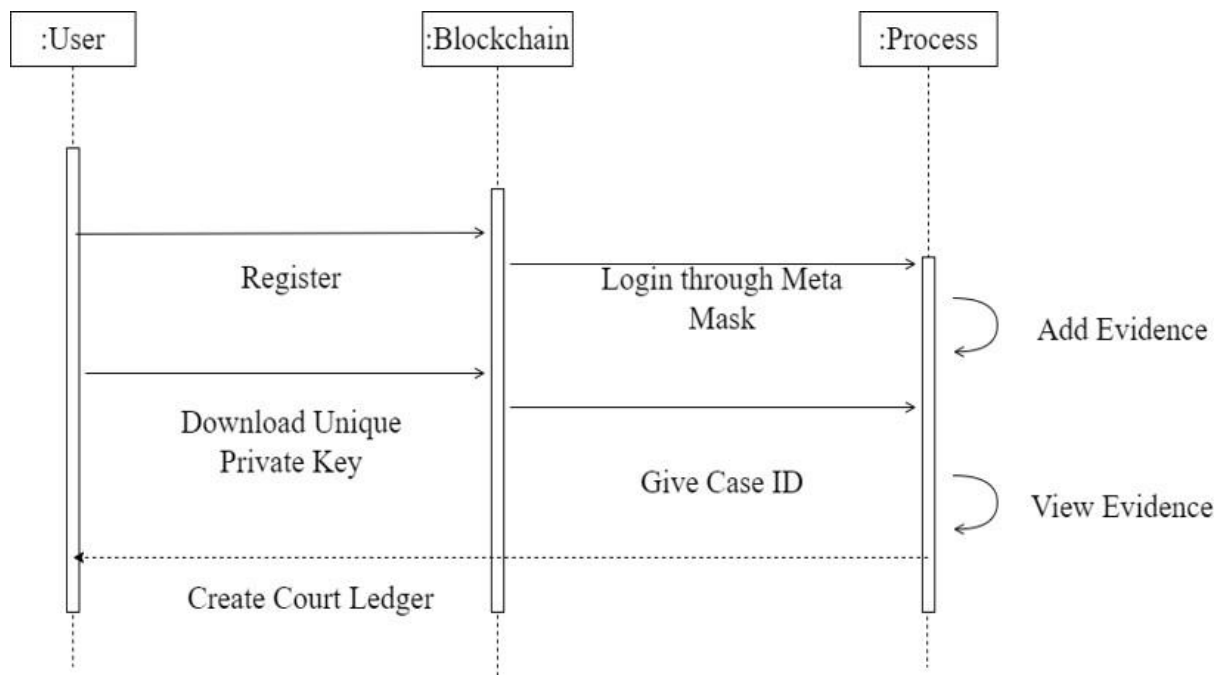 :User
:Blockchain
:Process
Register
Login through Meta
Mask
Add Evidence
Download Unique
Private Key
Give Case ID
View Evidence
Create Court Ledger